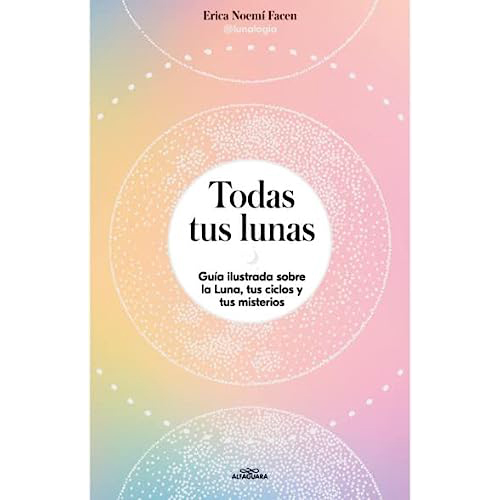 Erica Noemí Facen
@lunalogia
Todas
tus lunas
Guía ilustrada sobre
la Luna, tus ciclos y
tus misterios
ALFAGUARA